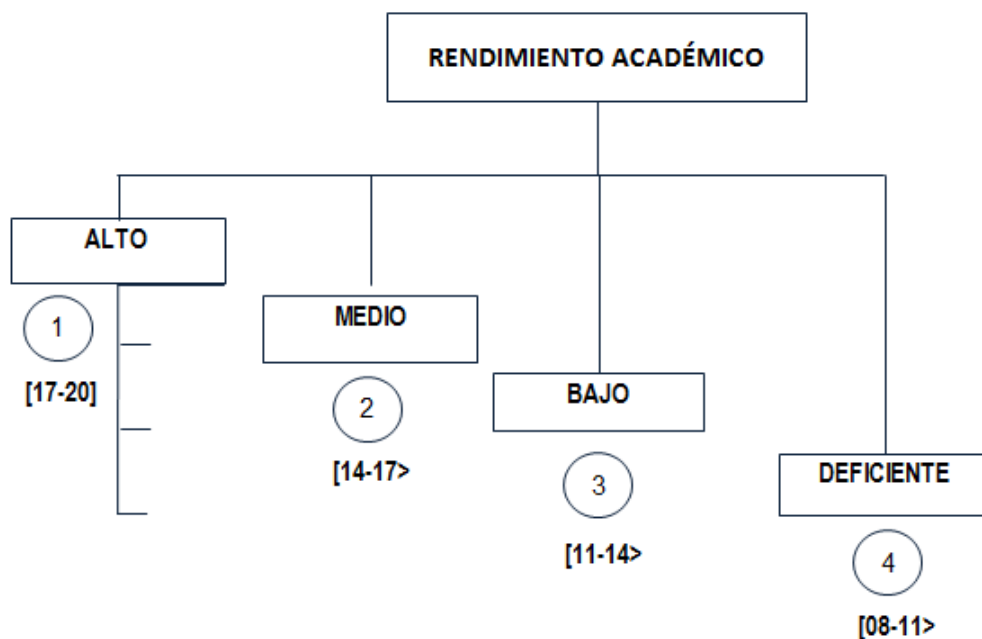 RENDIMIENTO ACADÉMICO
ALTO
1
[17-20]
MEDIO
2
[14-17>
BAJO
3
[11-14>
DEFICIENTE
4
[08-11>